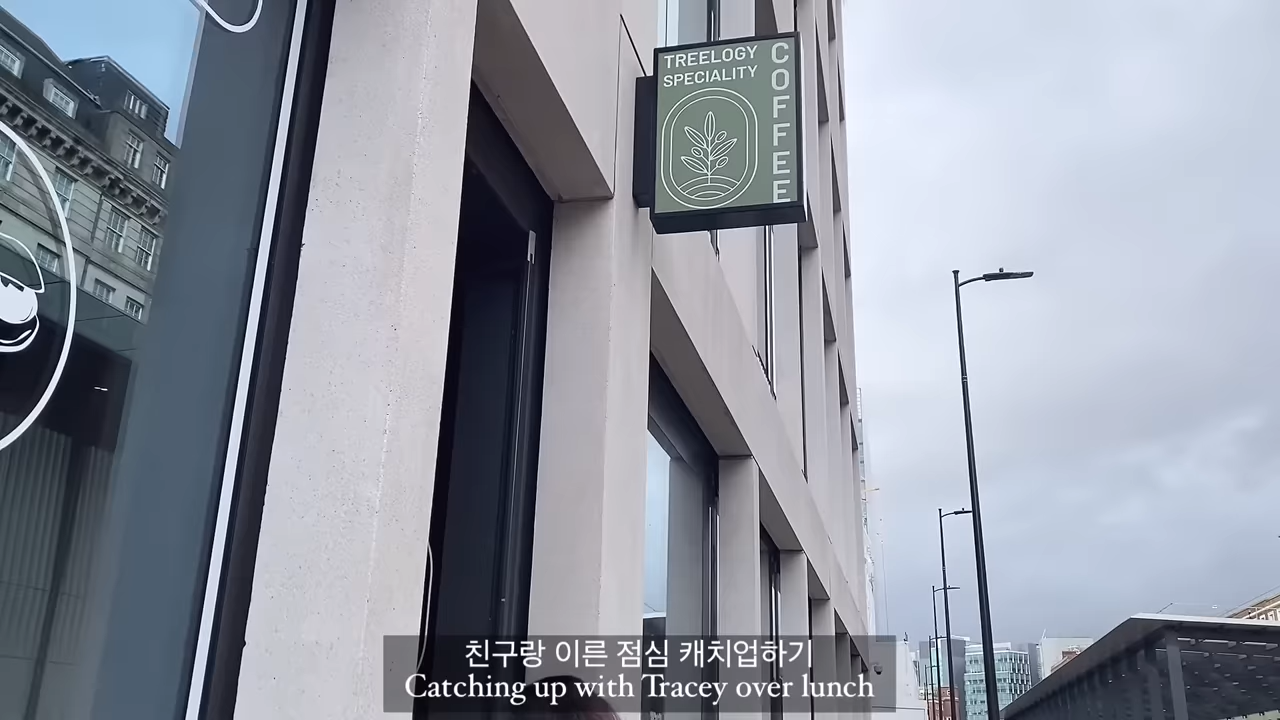 TREELOGY
SPECIALITY
COFFEE
친구랑 이른 점심 캐치업하기
Catching up with Tracey over lunch